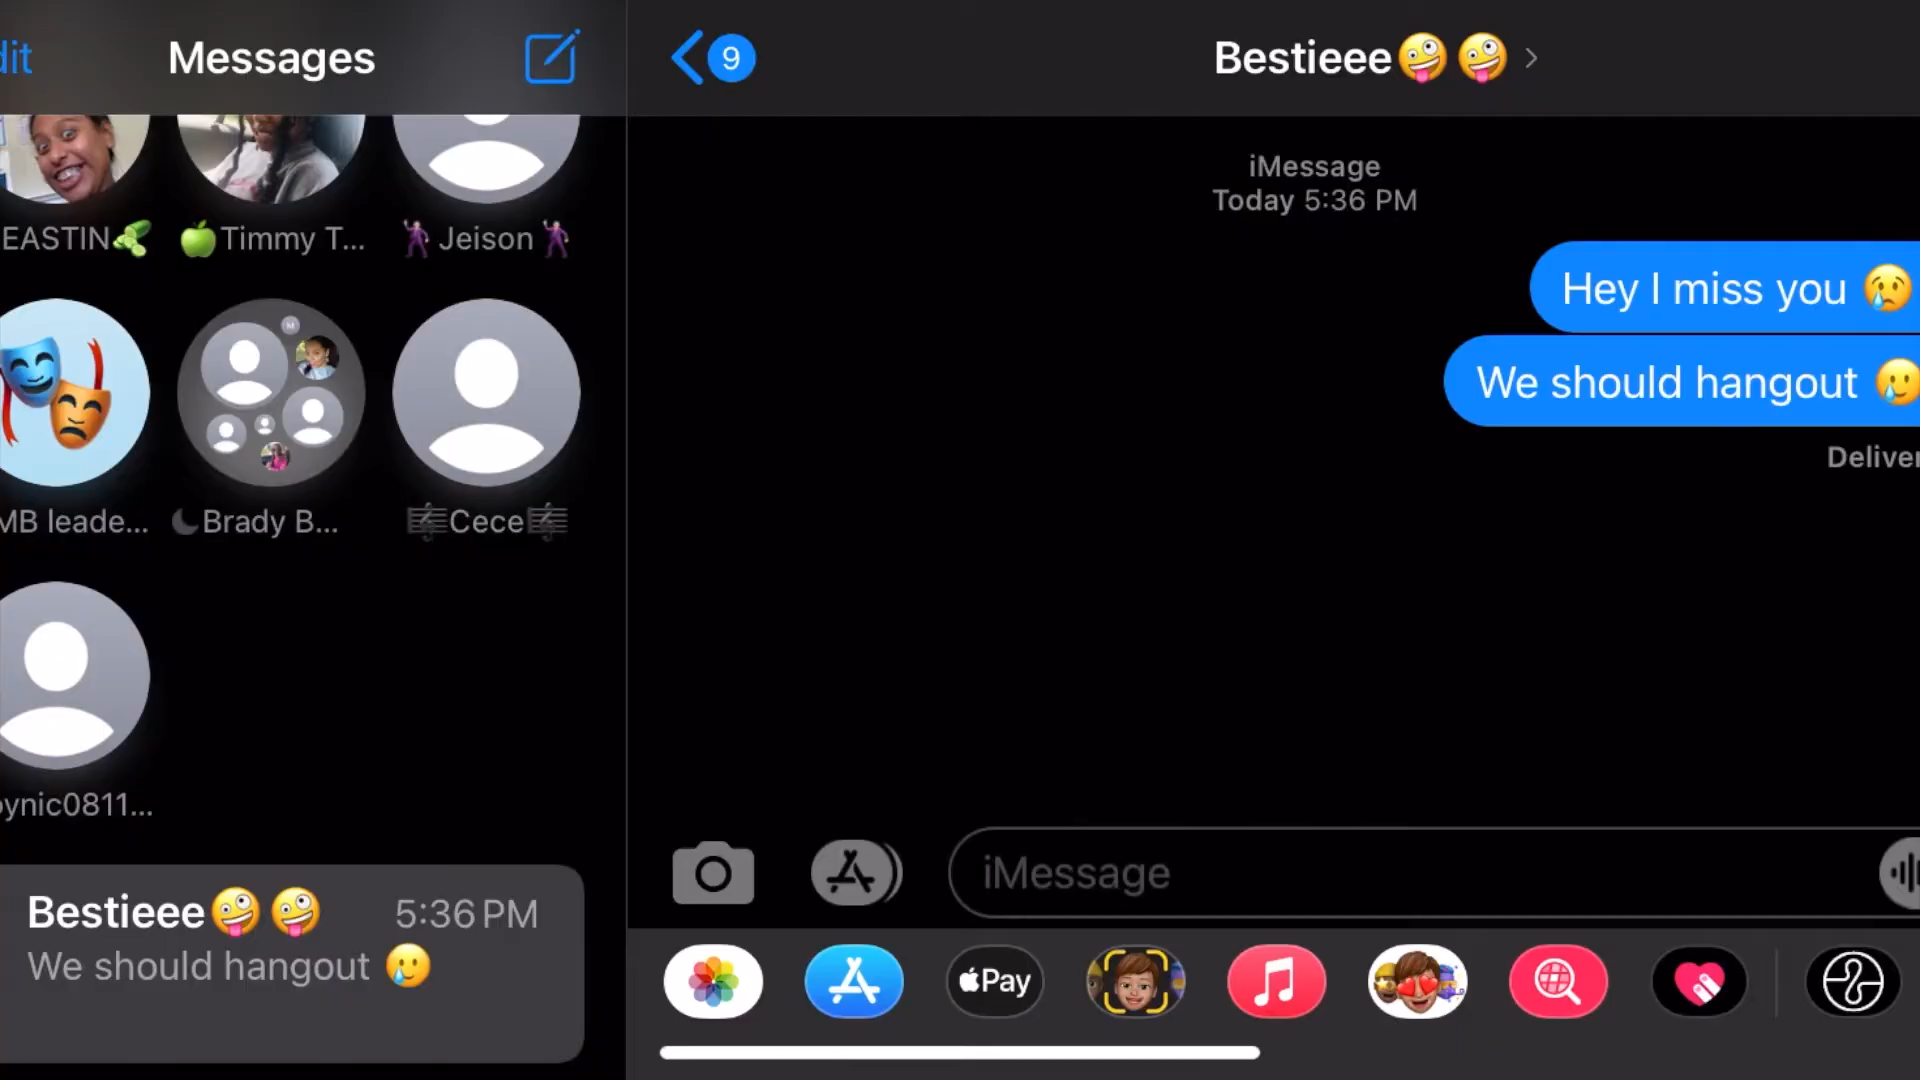 dit
Messages
EASTIN🥒
🍏Timmy T...
🕺Jeison🕺
MB leade...
Brady B...
M
🎼Cece🎼
ynic0811...
Bestieee🤪🤪
5:36 PM
We should hangout 🥲
9
Bestieee🤪🤪
iMessage
Today 5:36 PM
Hey I miss you 😢
We should hangout 🥲
Deliver
iMessage
Pay